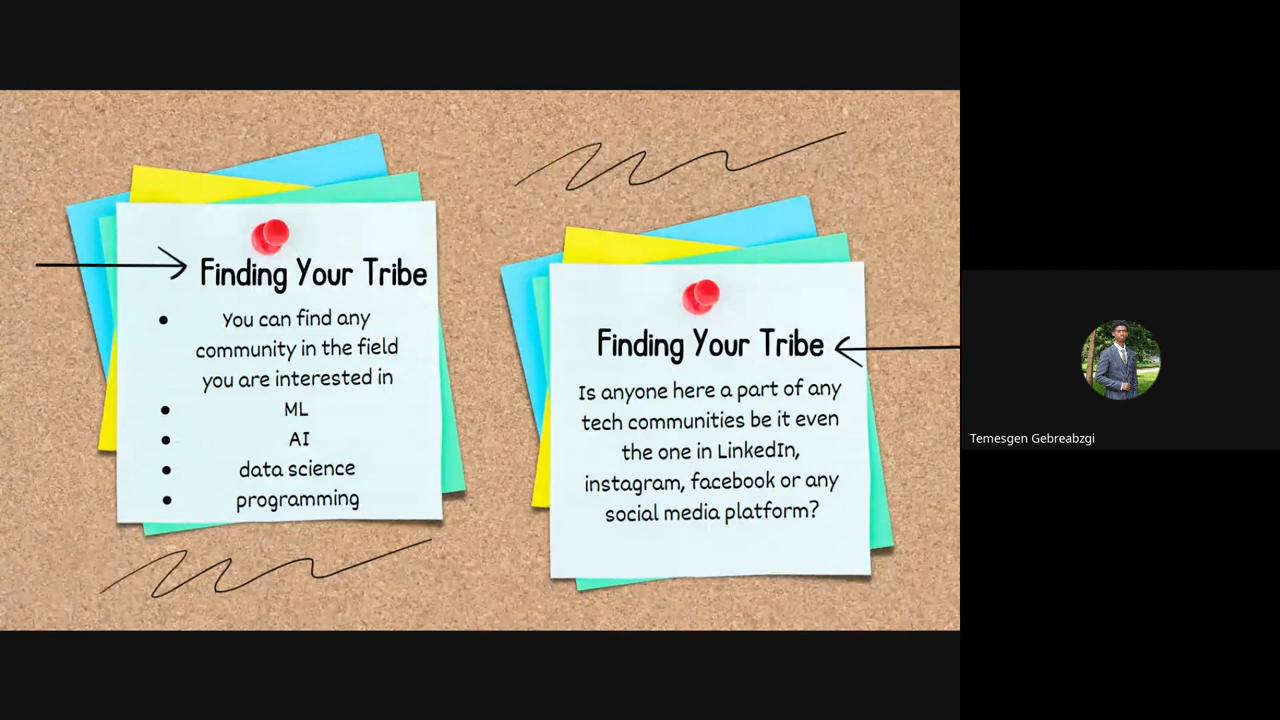 Finding Your Tribe
You can find any
community in the field
you are interested in
ML
AI
data science
programming
Finding Your Tribe
Is anyone here a part of any
tech communities be it even
the one in LinkedIn,
instagram, facebook or any
social media platform?
Temesgen Gebreabzgi